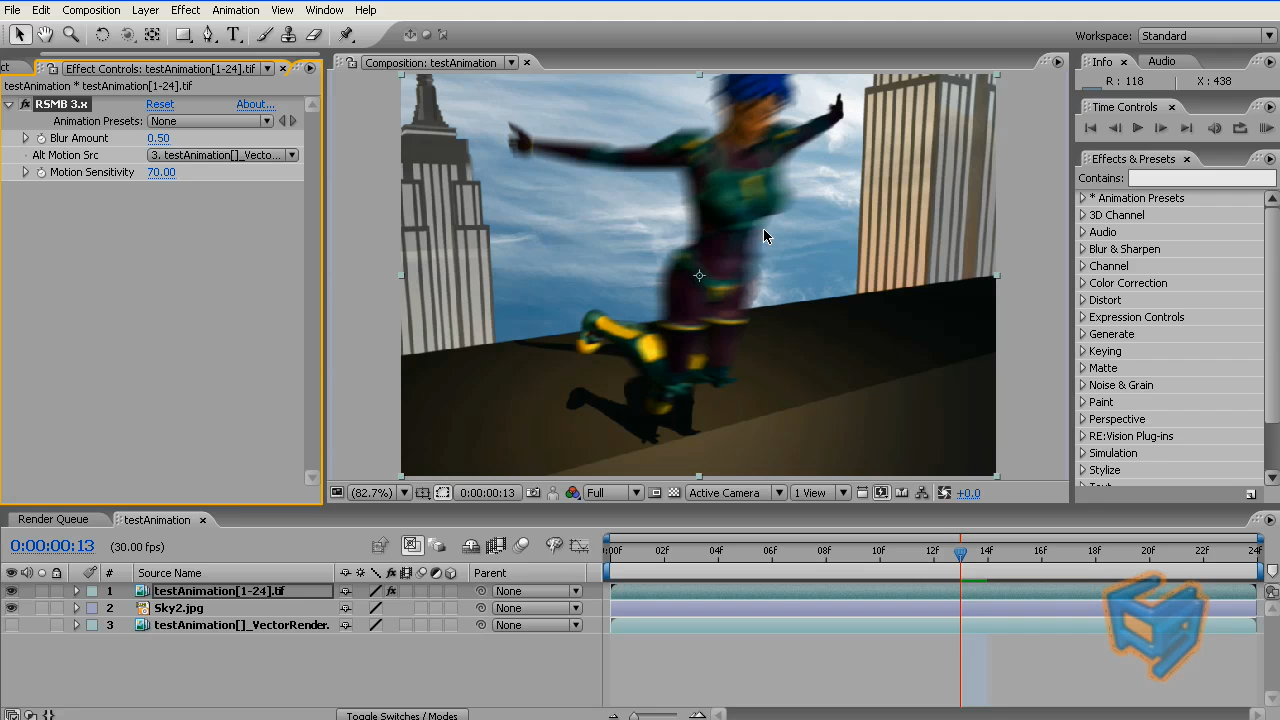 File Edit Composition Layer Effect Animation View Window Help
Workspace: Standard
ct Effect Controls: testAnimation[1-24].tif
testAnimation * testAnimation[1-24].tif
RSMB 3.x Reset About...
Animation Presets: None
Blur Amount 0.50
Alt Motion Src 3. testAnimation[]_Vecto...
Motion Sensitivity 70.00
Composition: testAnimation
(82.7%) 0:00:00:13 Full Active Camera 1 View +0.0
Info Audio
R : 118 X : 438
Time Controls
Effects & Presets
Contains:
* Animation Presets
3D Channel
Audio
Blur & Sharpen
Channel
Color Correction
Distort
Expression Controls
Generate
Keying
Matte
Noise & Grain
Paint
Perspective
RE:Vision Plug-ins
Simulation
Stylize
Render Queue testAnimation
0:00:00:13 (30.00 fps)
:00F 02F 04F 06F 08F 10F 12F 14F 16F 18F 20F 22F 24F
# Source Name Parent
1 testAnimation[1-24].tif None
2 Sky2.jpg None
3 testAnimation[]_VectorRender. None
Toggle Switches / Modes